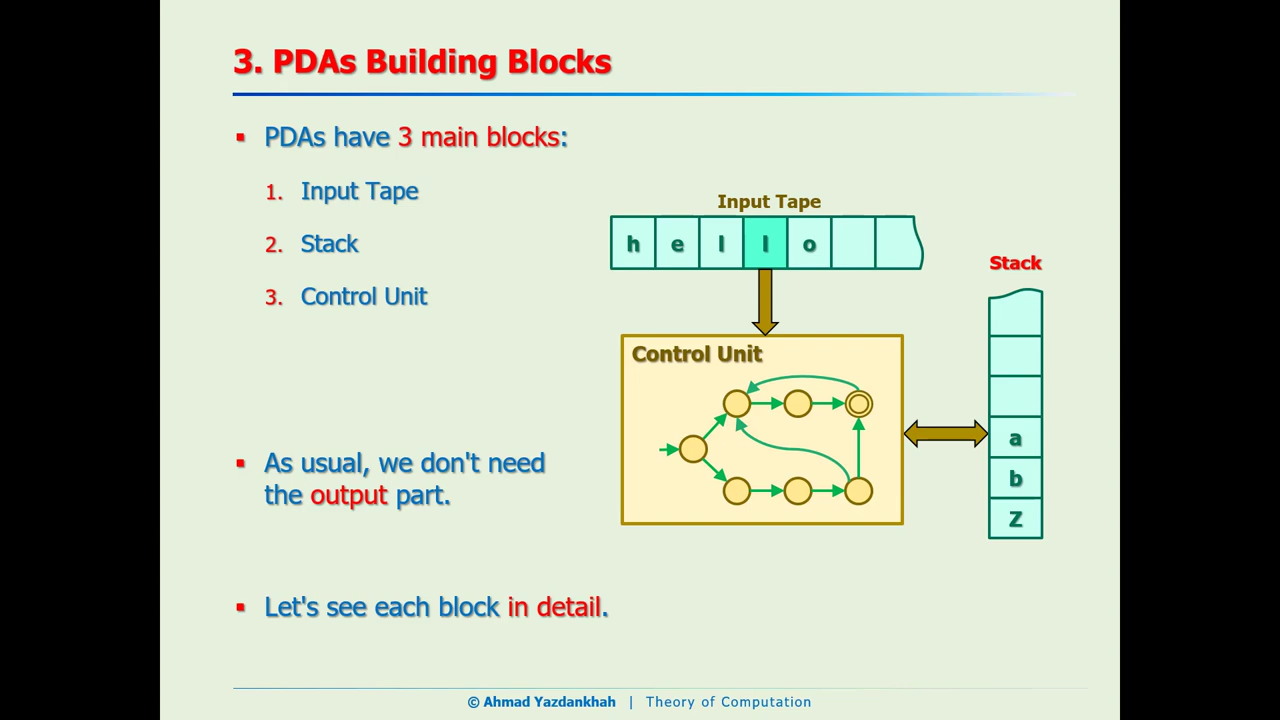 3. PDAs Building Blocks
▪ PDAs have 3 main blocks:
1. Input Tape
2. Stack
3. Control Unit
▪ As usual, we don't need
the output part.
▪ Let's see each block in detail.
Input Tape
h e l l o
Stack
a
b
Z
Control Unit
© Ahmad Yazdankhah | Theory of Computation